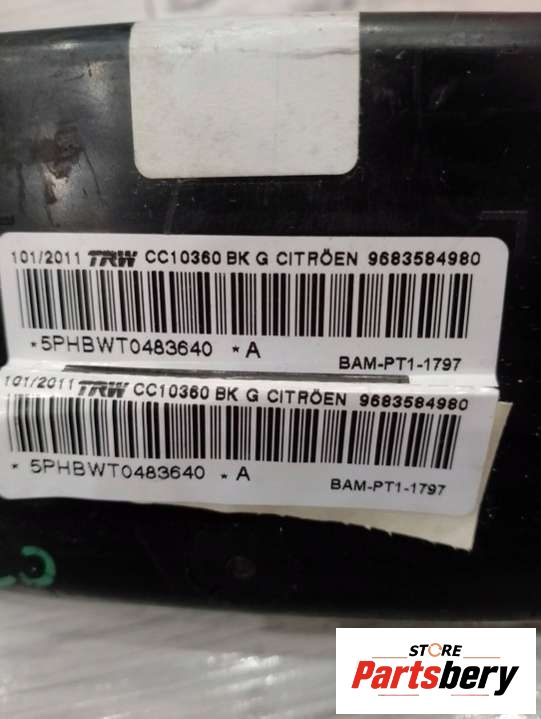 101/2011 TRW CC10360 BK G CITRÖEN 9683584980
*5PHBWT0483640 *A
BAM-PT1-1797
101/2011 TRW CC10360 BK G CITRÖEN 9683584980
* 5PHBWT0483640 *A
BAM-PT1-1797
STORE
Partsbery